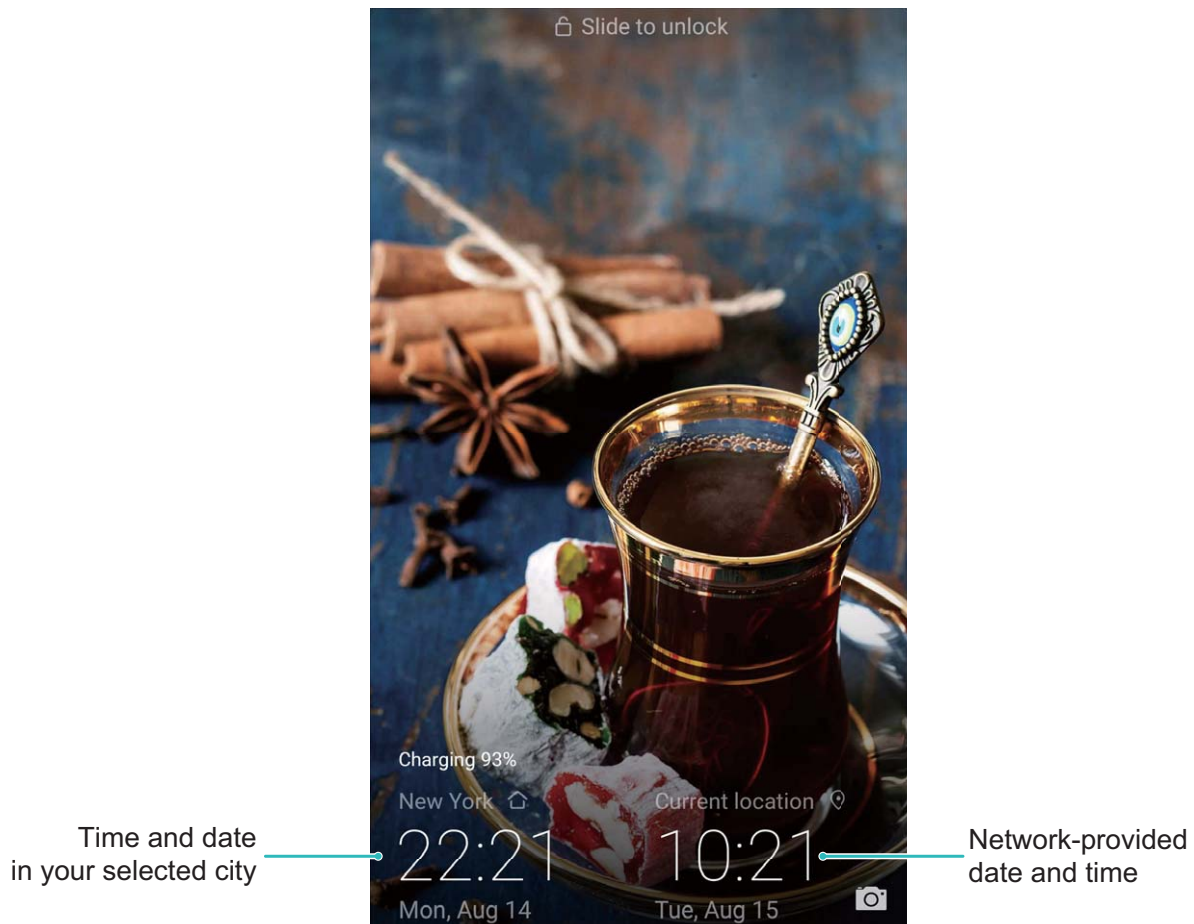 Slide to unlock
Charging 93%
New York
Current location
22:21
10:21
Mon, Aug 14
Tue, Aug 15
Time and date
in your selected city
Network-provided
date and time